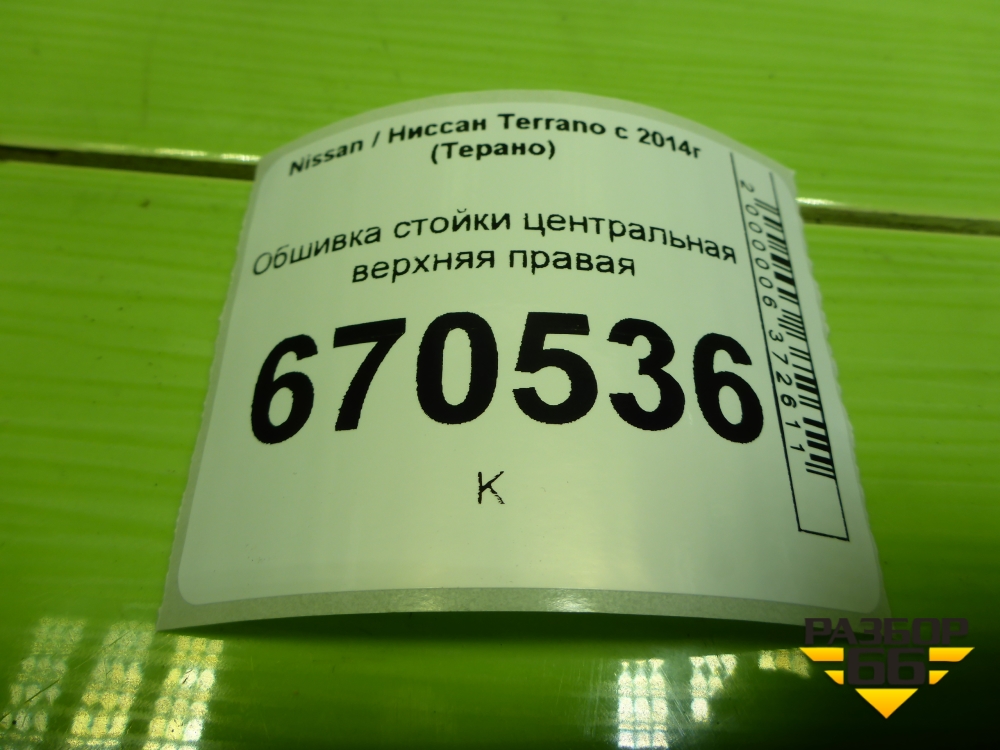 Nissan / Ниссан Terrano с 2014г
(Терано)
Обшивка стойки центральная
верхняя правая
670536
К
2000006372611
РАЗБОР
66